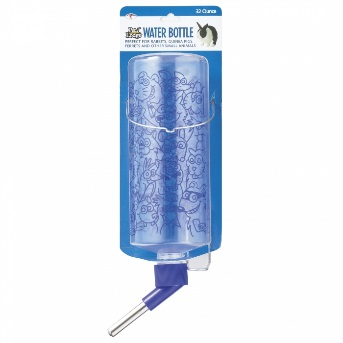 32 Ounce
WATER BOTTLE
PERFECT FOR RABBITS, GUINEA PIGS,
FERRETS AND OTHER SMALL ANIMALS